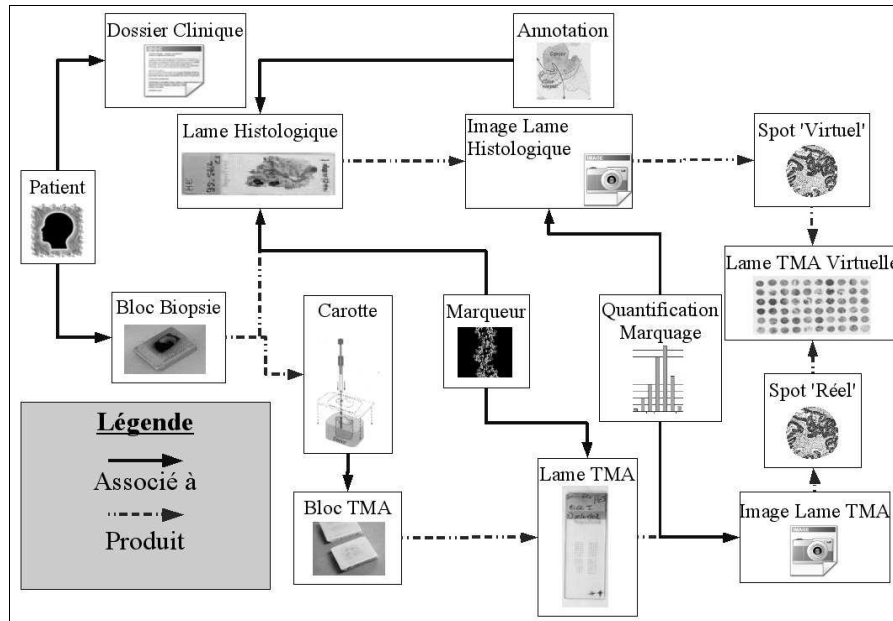 Dossier Clinique
Annotation
Lame Histologique
Image Lame
Histologique
Spot 'Virtuel'
Patient
Lame TMA Virtuelle
Bloc Biopsie
Carotte
Marqueur
Quantification
Marquage
Spot 'Réel'
Légende
Associé à
Produit
Bloc TMA
Lame TMA
Image Lame TMA